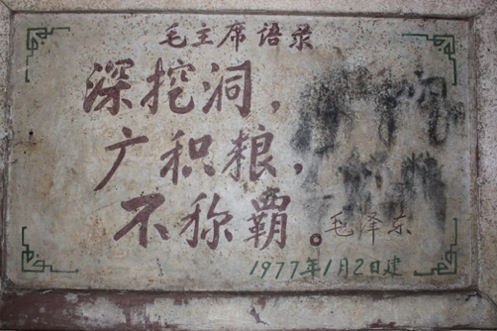 毛主席语录
深挖洞，
广积粮，
不称霸。
毛泽东
1977年1月2日建